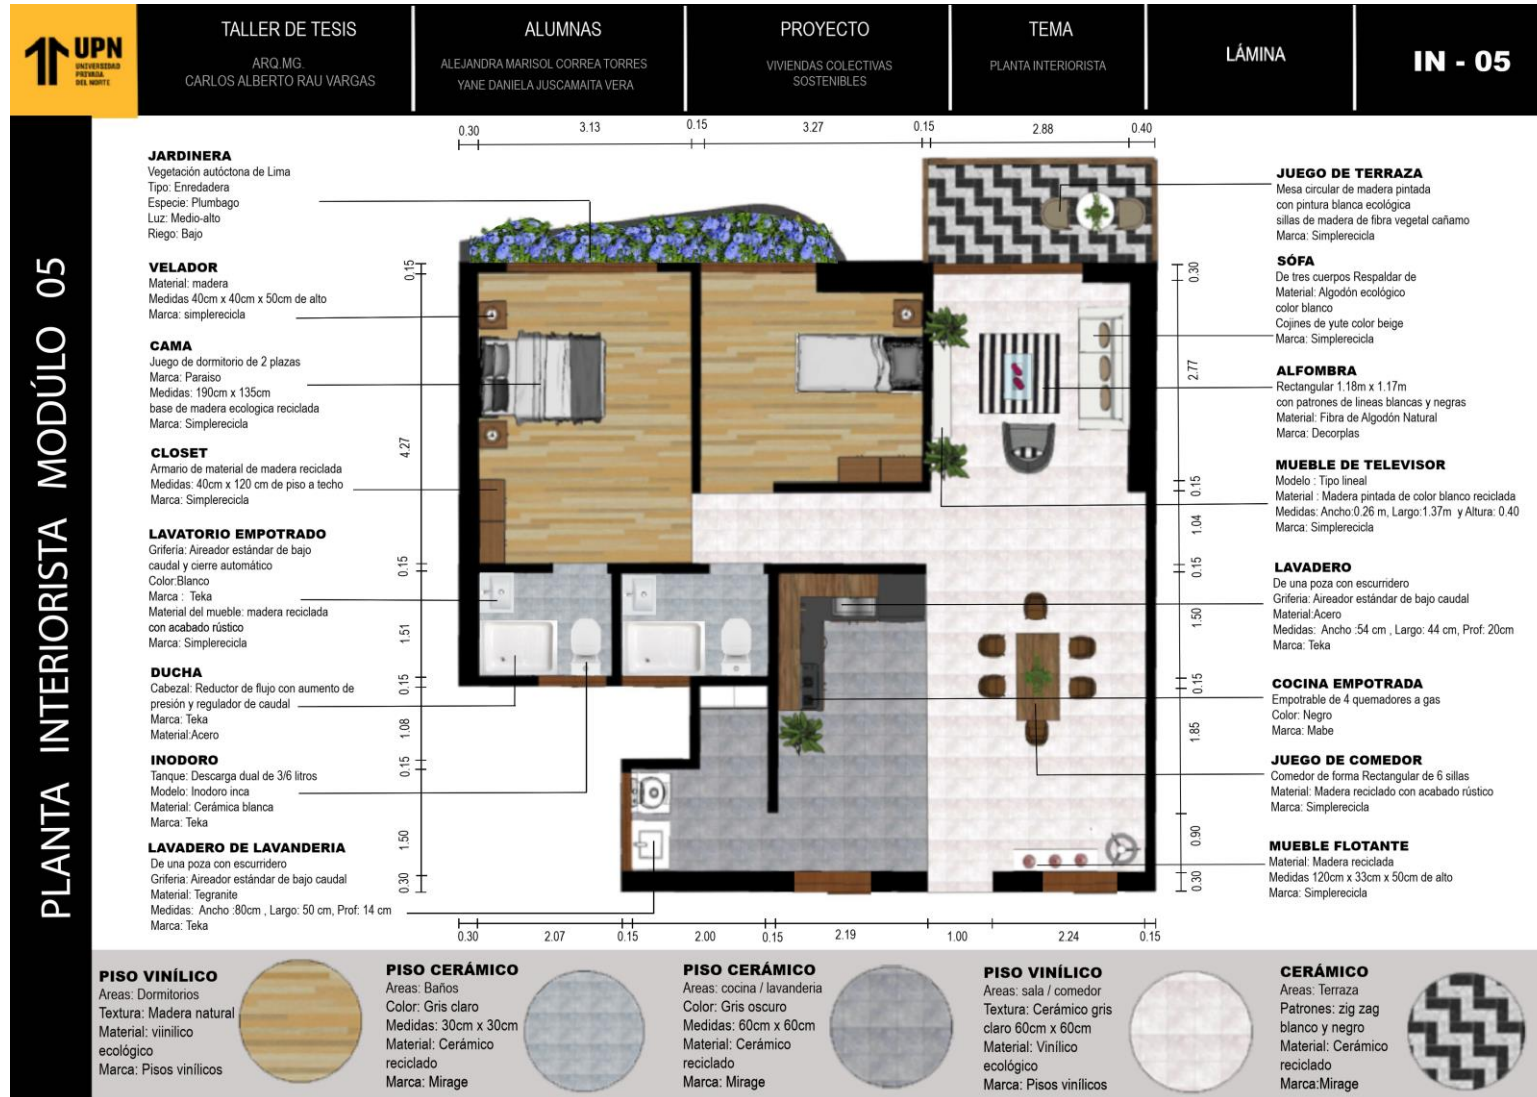 UPN
UNIVERSIDAD
PRIVADA
DEL NORTE
TALLER DE TESIS
ARQ.MG.
CARLOS ALBERTO RAU VARGAS
ALUMNAS
ALEJANDRA MARISOL CORREA TORRES
YANE DANIELA JUSCAMAITA VERA
PROYECTO
VIVIENDAS COLECTIVAS
SOSTENIBLES
TEMA
PLANTA INTERIORISTA
LÁMINA
IN - 05
PLANTA INTERIORISTA MODÚLO 05
JARDINERA
Vegetación autóctona de Lima
Tipo: Enredadera
Especie: Plumbago
Luz: Medio-alto
Riego: Bajo
VELADOR
Material: madera
Medidas 40cm x 40cm x 50cm de alto
Marca: simplerecicla
CAMA
Juego de dormitorio de 2 plazas
Marca: Paraiso
Medidas: 190cm x 135cm
base de madera ecologica reciclada
Marca: Simplerecicla
CLOSET
Armario de material de madera reciclada
Medidas: 40cm x 120 cm de piso a techo
Marca: Simplerecicla
LAVATORIO EMPOTRADO
Grifería: Aireador estándar de bajo
caudal y cierre automático
Color:Blanco
Marca : Teka
Material del mueble: madera reciclada
con acabado rústico
Marca: Simplerecicla
DUCHA
Cabezal: Reductor de flujo con aumento de
presión y regulador de caudal
Marca: Teka
Material:Acero
INODORO
Tanque: Descarga dual de 3/6 litros
Modelo: Inodoro inca
Material: Cerámica blanca
Marca: Teka
LAVADERO DE LAVANDERIA
De una poza con escurridero
Griferia: Aireador estándar de bajo caudal
Material: Tegranite
Medidas: Ancho :80cm , Largo: 50 cm, Prof: 14 cm
Marca: Teka
0.30 3.13 0.15 3.27 0.15 2.88 0.40
0.15
4.27
0.15
1.51
0.15
1.08
0.15
1.50
0.30
0.30
2.77
0.15
1.04
0.15
1.50
0.15
1.85
0.90
0.30
0.30 2.07 0.15 2.00 0.15 2.19 1.00 2.24 0.15
JUEGO DE TERRAZA
Mesa circular de madera pintada
con pintura blanca ecológica
sillas de madera de fibra vegetal cañamo
Marca: Simplerecicla
SÓFA
De tres cuerpos Respaldar de
Material: Algodón ecológico
color blanco
Cojines de yute color beige
Marca: Simplerecicla
ALFOMBRA
Rectangular 1.18m x 1.17m
con patrones de lineas blancas y negras
Material: Fibra de Algodón Natural
Marca: Decorplas
MUEBLE DE TELEVISOR
Modelo : Tipo lineal
Material : Madera pintada de color blanco reciclada
Medidas: Ancho:0.26 m, Largo:1.37m y Altura: 0.40
Marca: Simplerecicla
LAVADERO
De una poza con escurridero
Griferia: Aireador estándar de bajo caudal
Material:Acero
Medidas: Ancho :54 cm , Largo: 44 cm, Prof: 20cm
Marca: Teka
COCINA EMPOTRADA
Empotrable de 4 quemadores a gas
Color: Negro
Marca: Mabe
JUEGO DE COMEDOR
Comedor de forma Rectangular de 6 sillas
Material: Madera reciclado con acabado rústico
Marca: Simplerecicla
MUEBLE FLOTANTE
Material: Madera reciclada
Medidas 120cm x 33cm x 50cm de alto
Marca: Simplerecicla
PISO VINÍLICO
Areas: Dormitorios
Textura: Madera natural
Material: viinilico
ecológico
Marca: Pisos vinílicos
PISO CERÁMICO
Areas: Baños
Color: Gris claro
Medidas: 30cm x 30cm
Material: Cerámico
reciclado
Marca: Mirage
PISO CERÁMICO
Areas: cocina / lavanderia
Color: Gris oscuro
Medidas: 60cm x 60cm
Material: Cerámico
reciclado
Marca: Mirage
PISO VINÍLICO
Areas: sala / comedor
Textura: Cerámico gris
claro 60cm x 60cm
Material: Vinílico
ecológico
Marca: Pisos vinílicos
CERÁMICO
Areas: Terraza
Patrones: zig zag
blanco y negro
Material: Cerámico
reciclado
Marca:Mirage